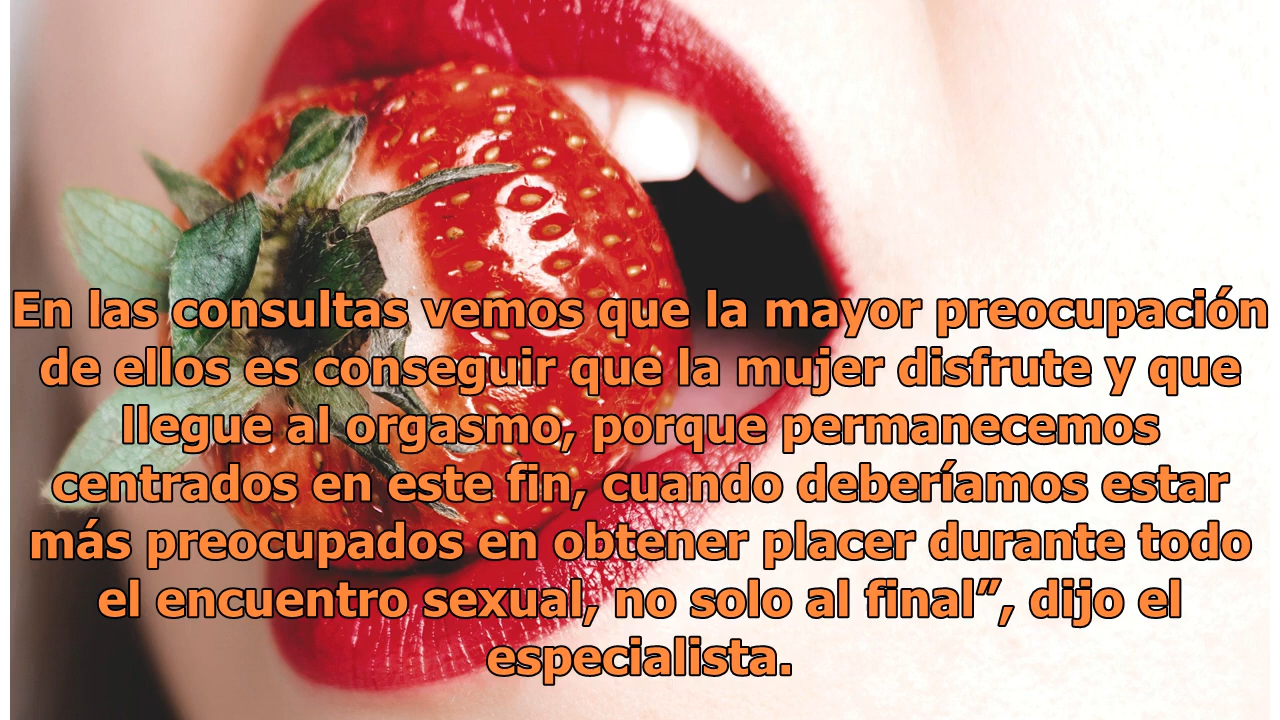 En las consultas vemos que la mayor preocupación
de ellos es conseguir que la mujer disfrute y que
llegue al orgasmo, porque permanecemos
centrados en este fin, cuando deberíamos estar
más preocupados en obtener placer durante todo
el encuentro sexual, no solo al final”, dijo el
especialista.